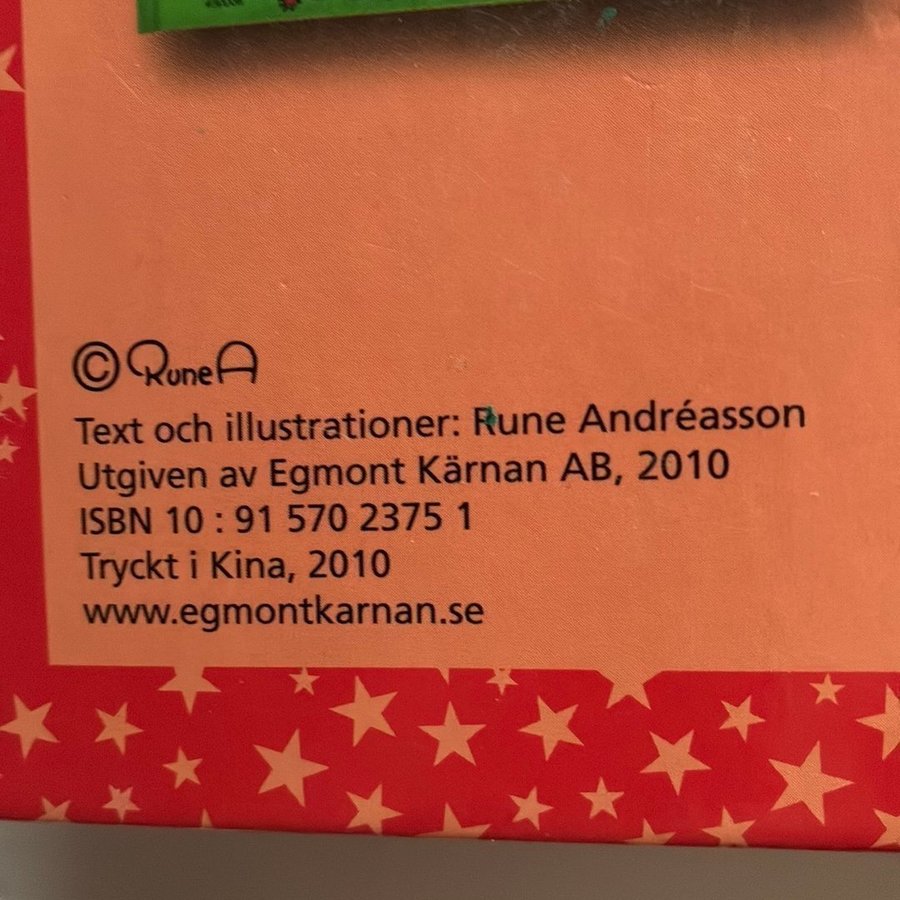 © Rune A
Text och illustrationer: Rune Andréasson
Utgiven av Egmont Kärnan AB, 2010
ISBN 10 : 91 570 2375 1
Tryckt i Kina, 2010
www.egmontkarnan.se